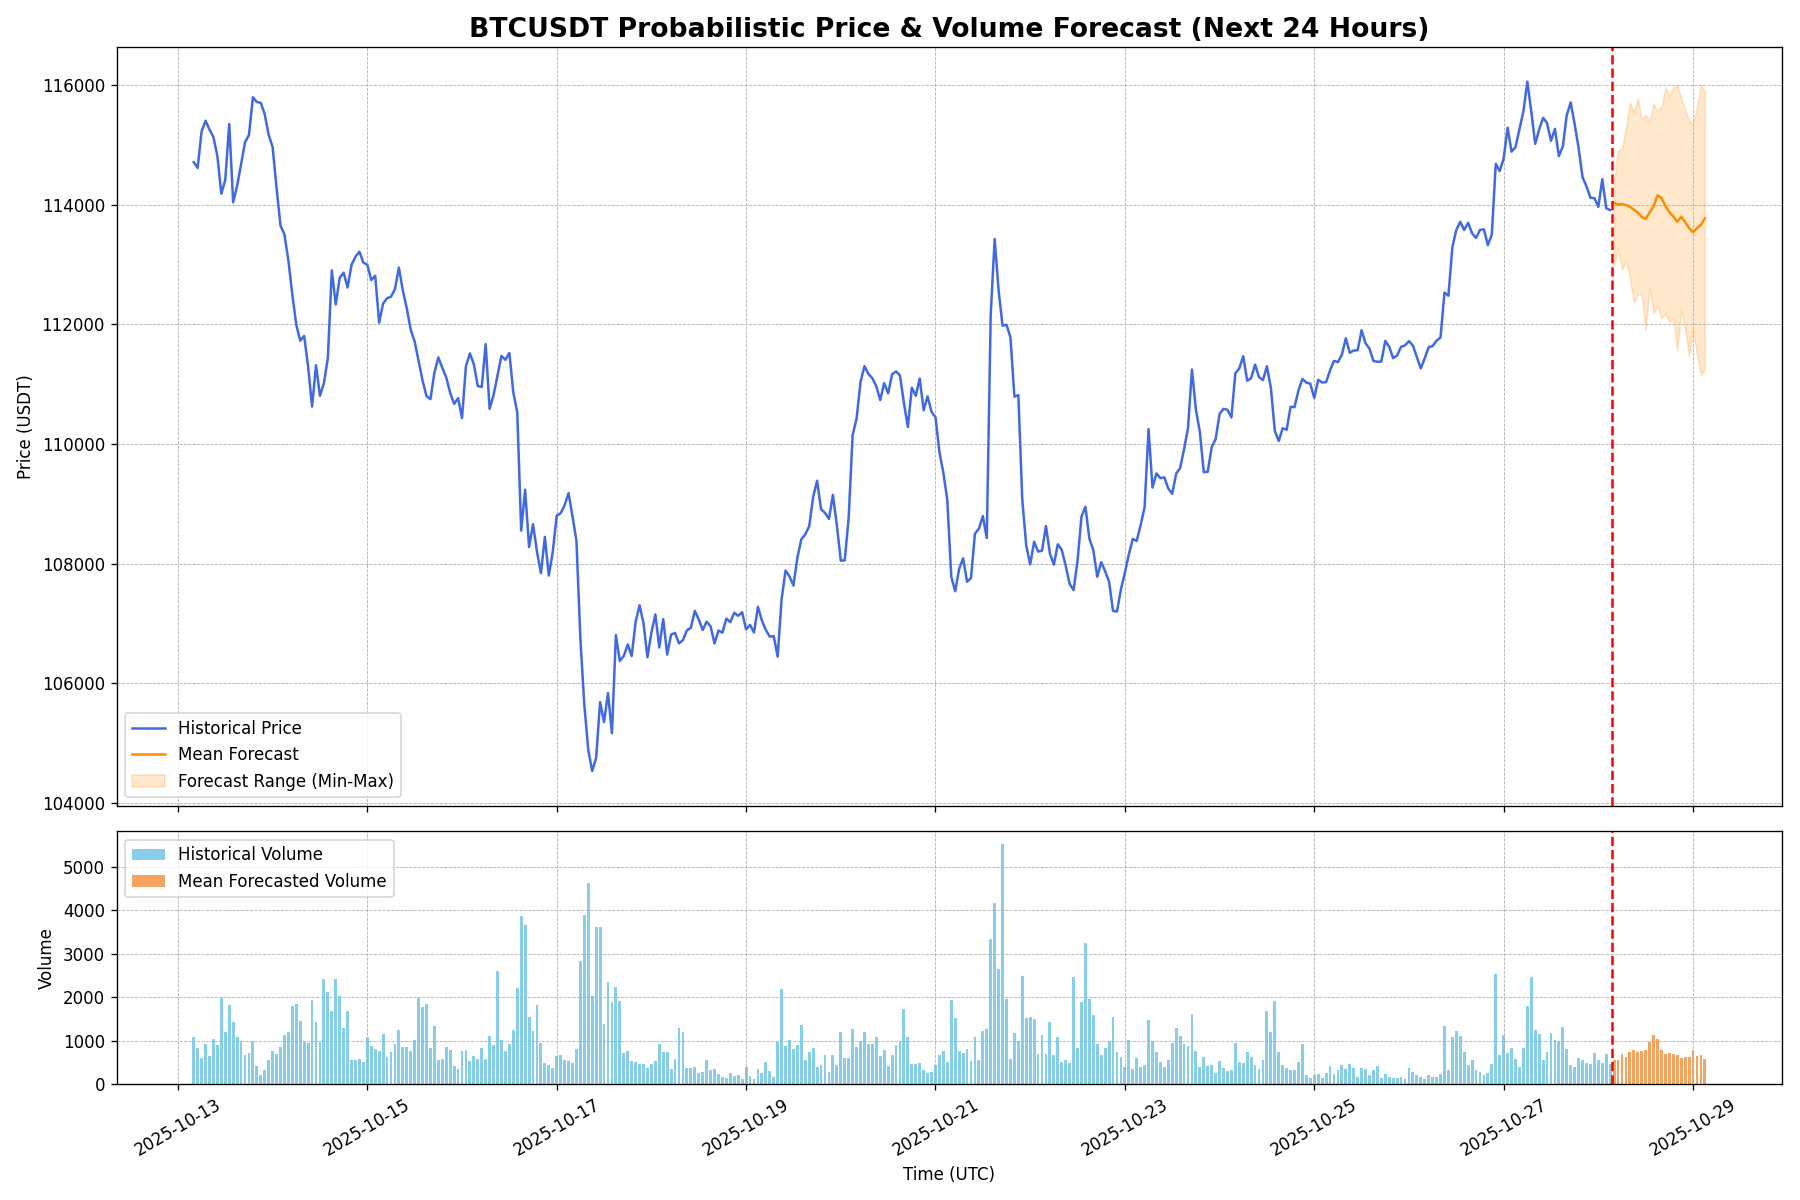 BTCUSDT Probabilistic Price & Volume Forecast (Next 24 Hours)
Price (USDT)
116000
114000
112000
110000
108000
106000
104000
Historical Price
Mean Forecast
Forecast Range (Min-Max)
Volume
5000
4000
3000
2000
1000
0
Historical Volume
Mean Forecasted Volume
2025-10-13
2025-10-15
2025-10-17
2025-10-19
2025-10-21
2025-10-23
2025-10-25
2025-10-27
2025-10-29
Time (UTC)